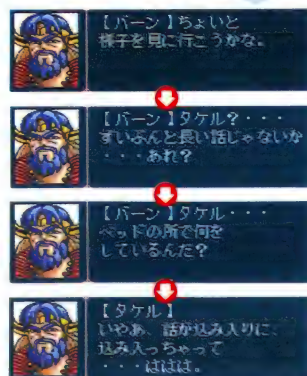 【バーン】ちょいと
様子を見に行こうかな。
【バーン】タケル?・・・
ずいぶんと長い話じゃないか
・・・あれ?
【バーン】タケル・・・
ベッドの所で何を
しているんだ?
【タケル】
いやあ、話が込み入りに、
込み入っちゃって
・・・ははは。